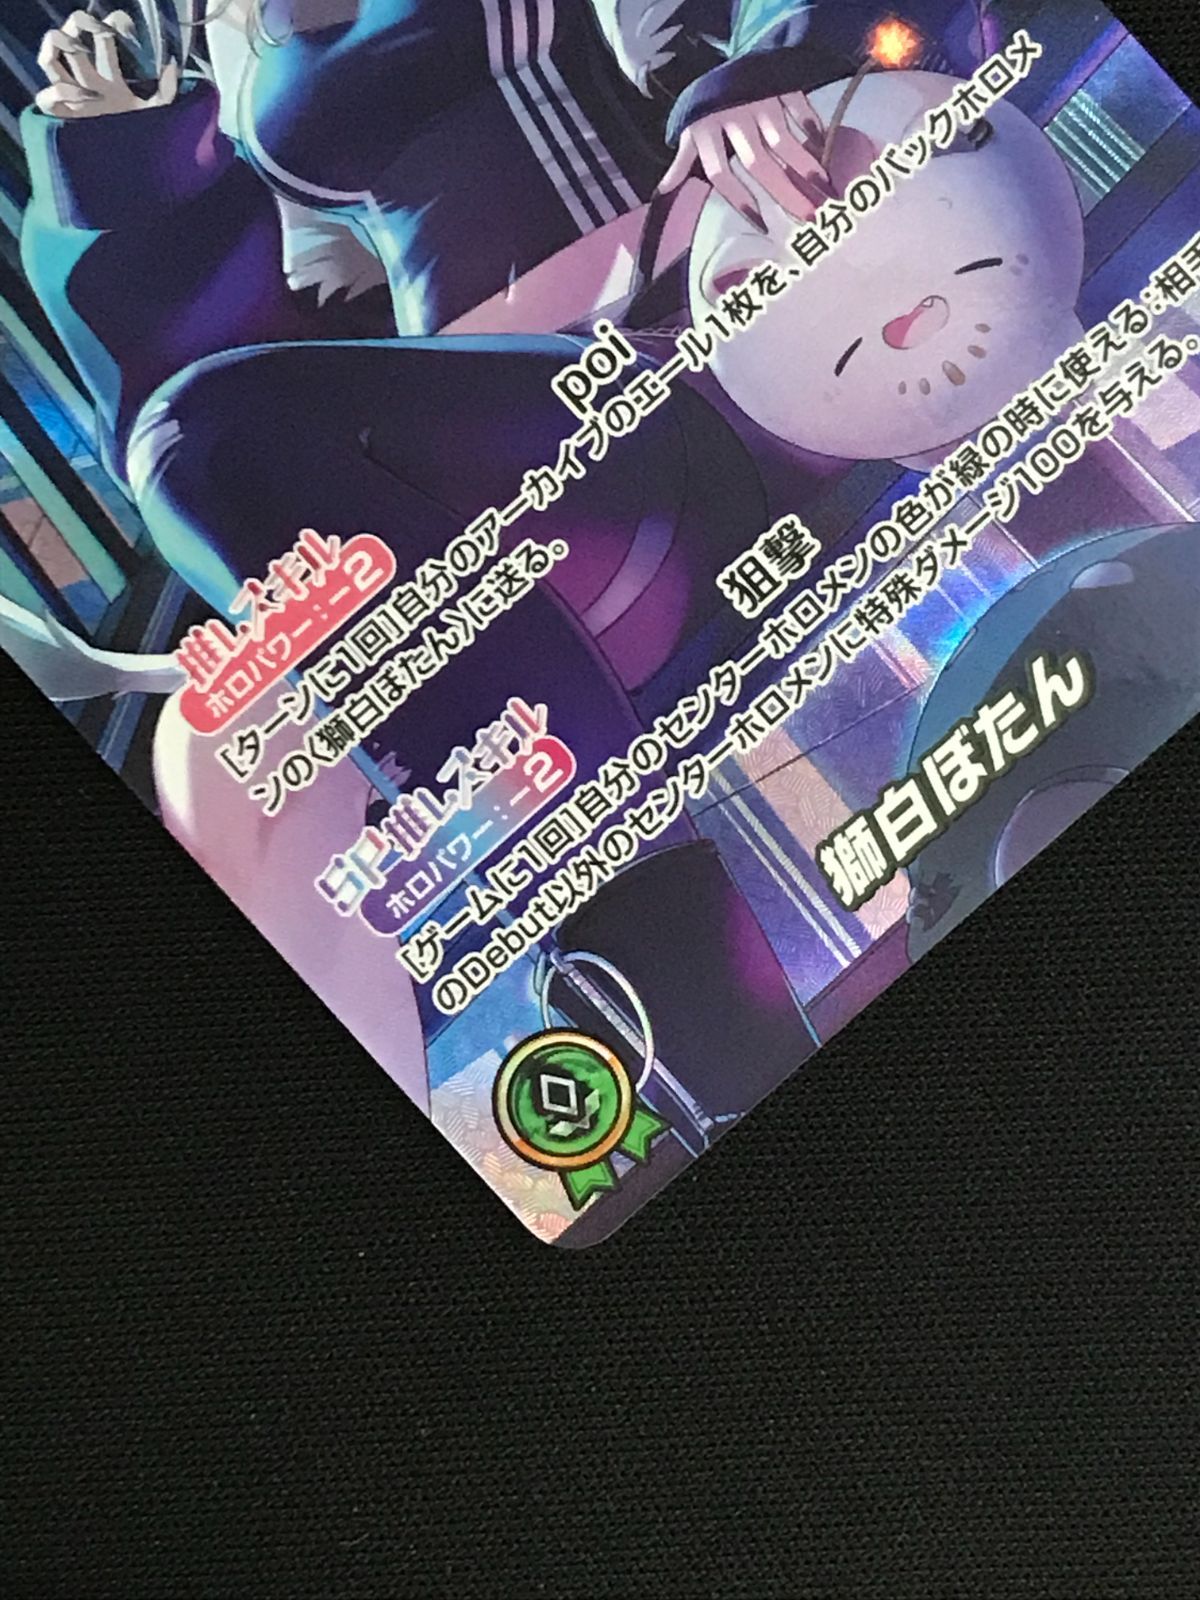 推しスキル
ホロパワー:-2
poi
[ターンに1回]自分のアーカイブのエール1枚を、自分のバックホロメ
ンの〈獅白ぼたん〉に送る。
SP推しスキル
ホロパワー:-2
狙撃
[ゲームに1回]自分のセンターホロメンの色が緑の時に使える:相手
のDebut以外のセンターホロメンに特殊ダメージ100を与える。
獅白ぼたん